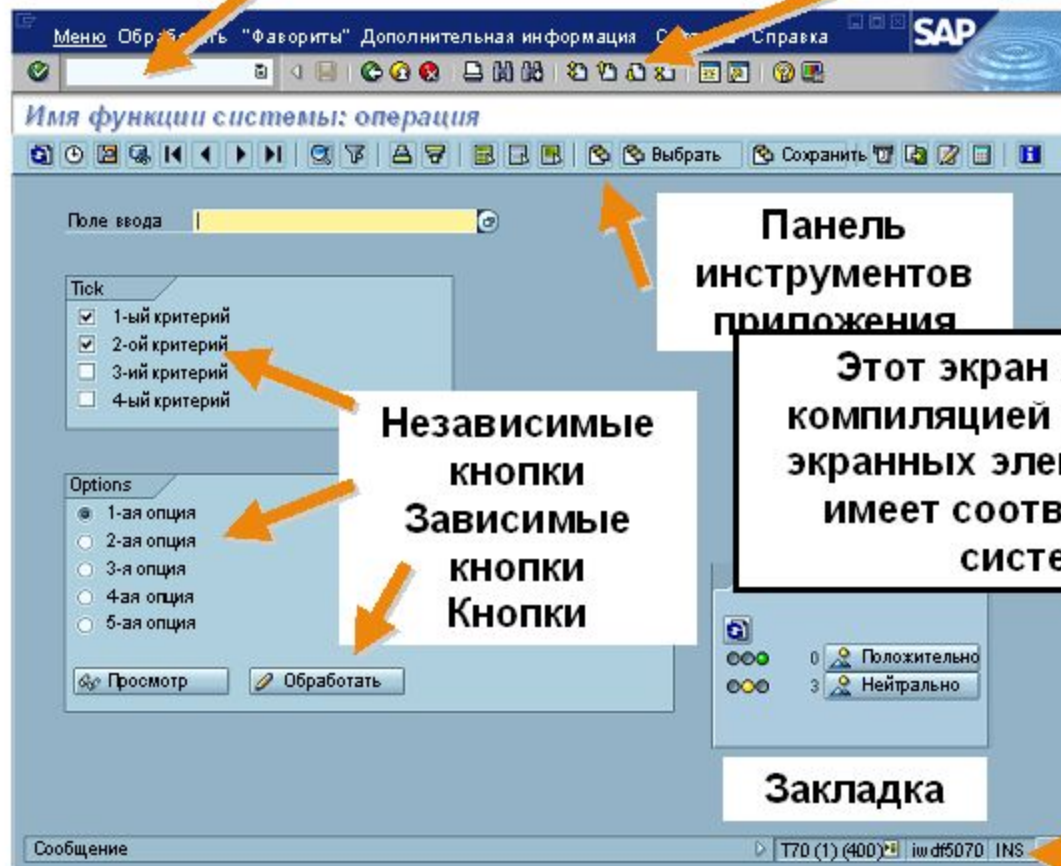 Меню Обработать "Фавориты" Дополнительная информация Справка
SAP
Имя функции системы: операция
Выбрать Сохранить
Поле ввода
Панель
инструментов
приложения
Tick
1-ый критерий
2-ой критерий
3-ий критерий
4-ый критерий
Этот экран
компиляцией
экранных эле
имеет соотв
систе
Независимые
кнопки
Зависимые
кнопки
Кнопки
Options
1-ая опция
2-ая опция
3-я опция
4-ая опция
5-ая опция
Просмотр Обработать
0 Положительно
3 Нейтрально
Закладка
Сообщение T70 (1) (400) iwdf5070 INS